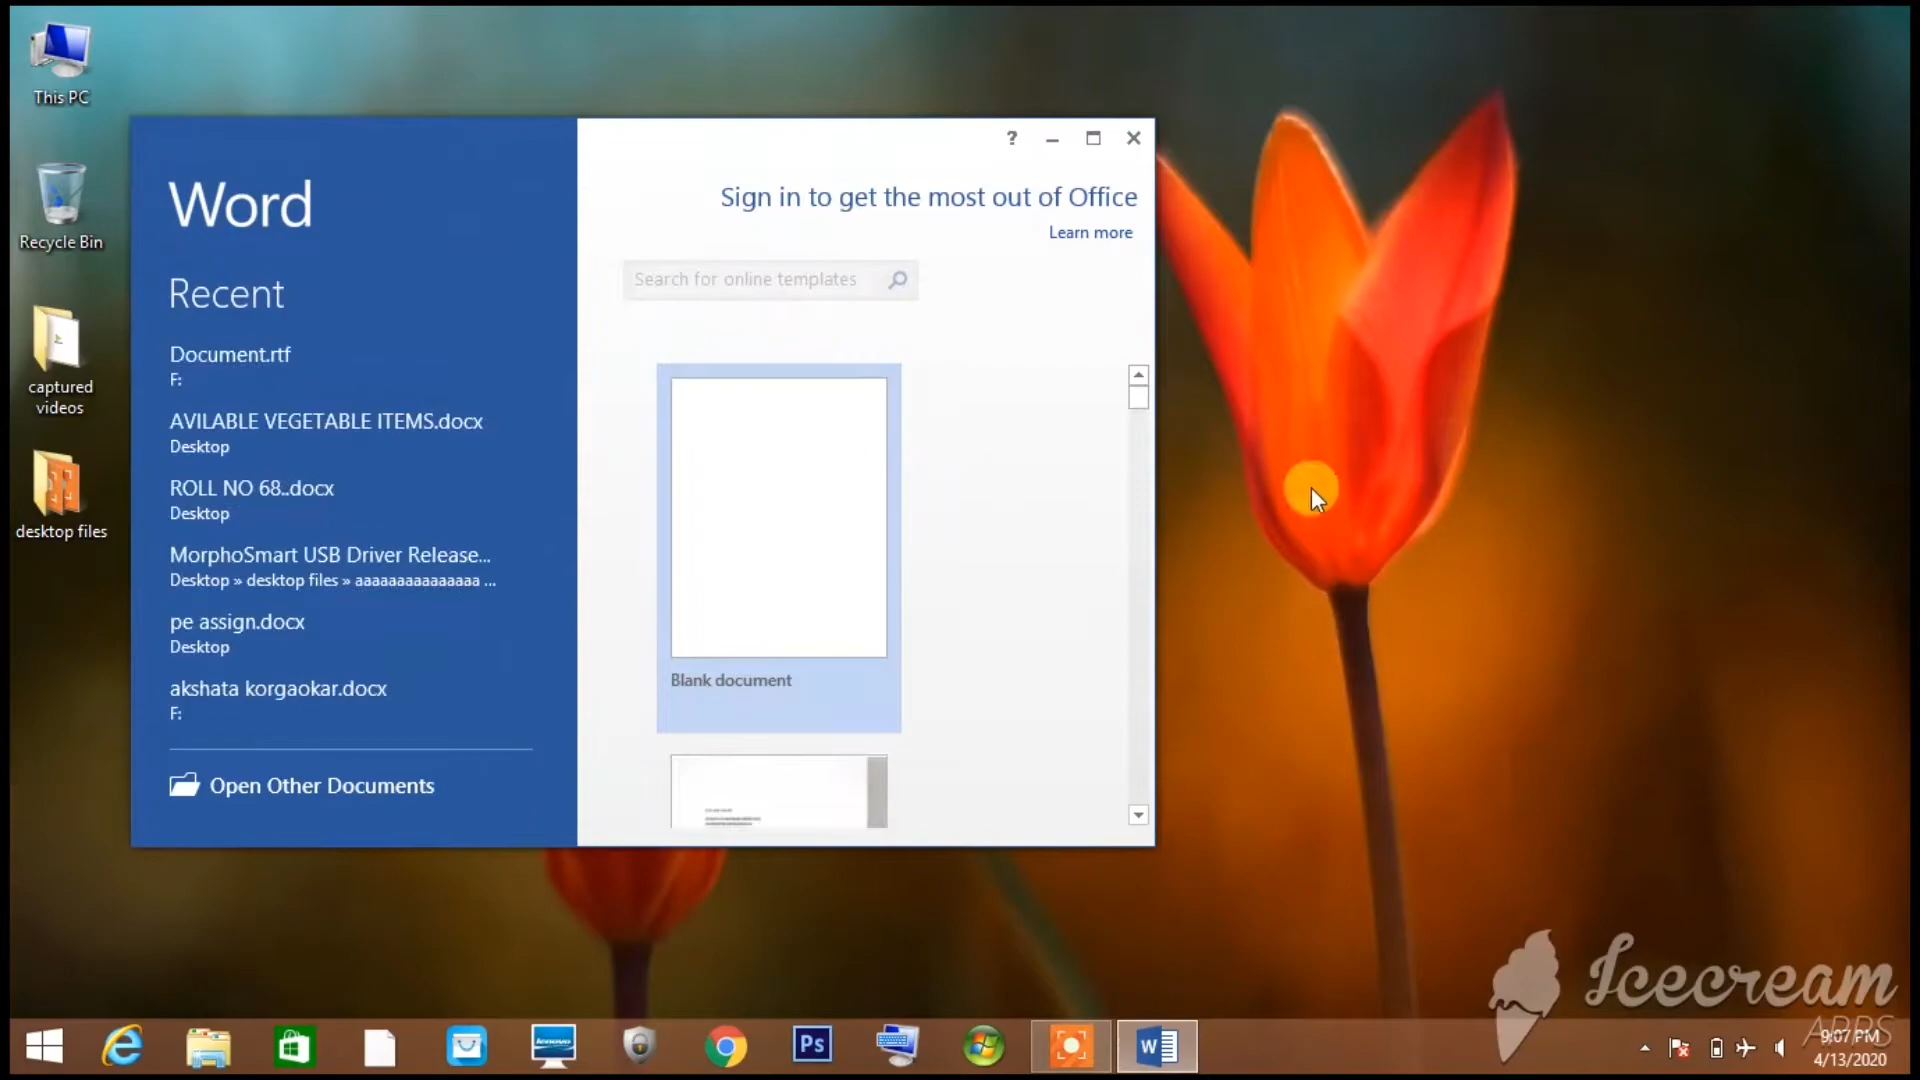 This PC
Recycle Bin
captured
videos
desktop files
Word
Recent
Document.rtf
F:
AVILABLE VEGETABLE ITEMS.docx
Desktop
ROLL NO 68..docx
Desktop
MorphoSmart USB Driver Release...
Desktop » desktop files » aaaaaaaaaaaaaaa ...
pe assign.docx
Desktop
akshata korgaokar.docx
F:
Open Other Documents
?
Sign in to get the most out of Office
Learn more
Search for online templates
Blank document
lenovo
Ps
W
Icecream
APPS
9:07 PM
4/13/2020